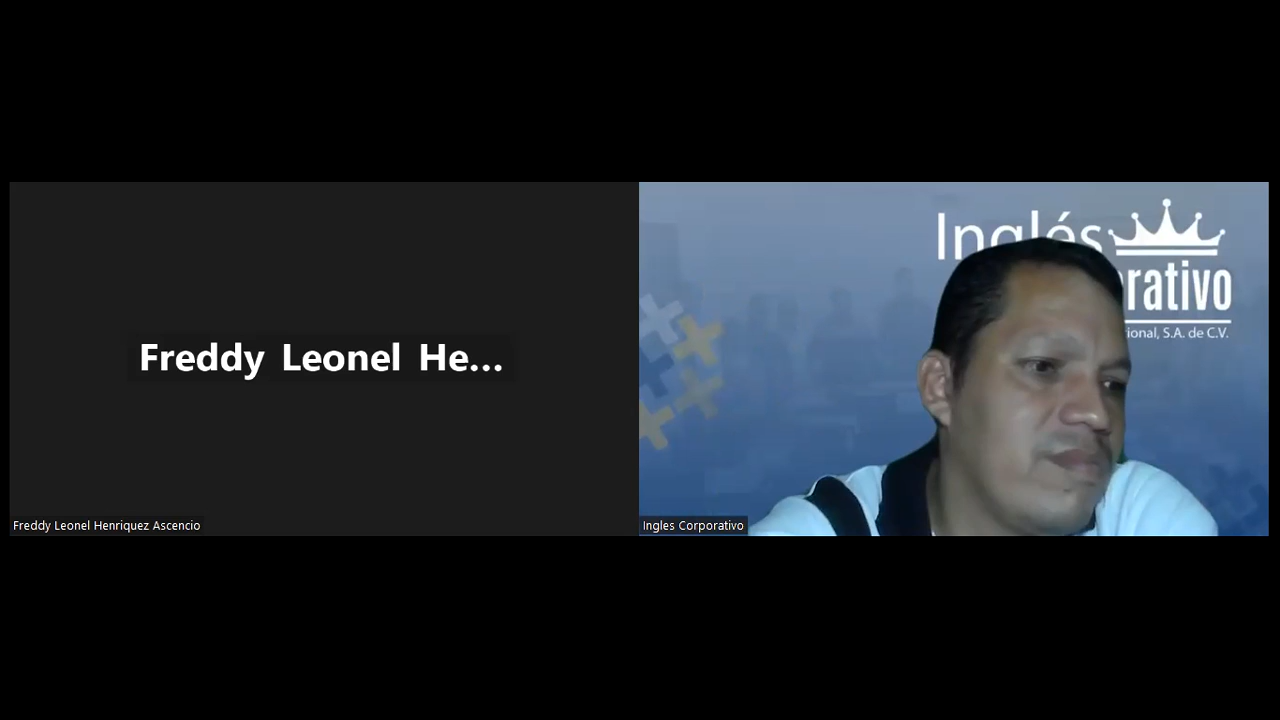 Freddy Leonel He...
Freddy Leonel Henriquez Ascencio
Inglés
rativo
ional, S.A. de C.V.
Ingles Corporativo